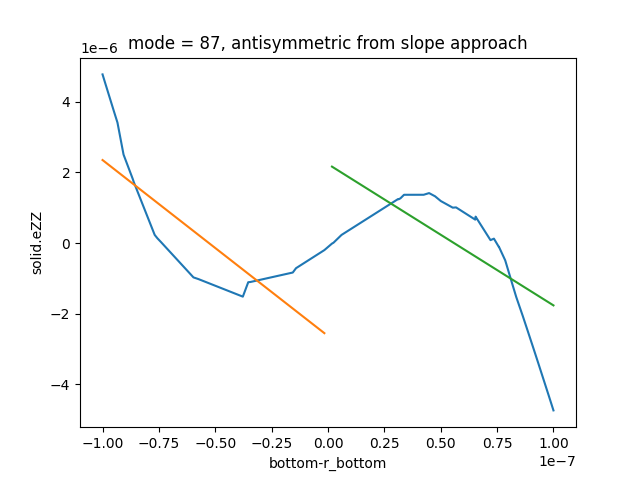 mode = 87, antisymmetric from slope approach
1e−6
4
2
0
−2
−4
solid.eZZ
−1.00 −0.75 −0.50 −0.25 0.00 0.25 0.50 0.75 1.00
1e−7
bottom-r_bottom